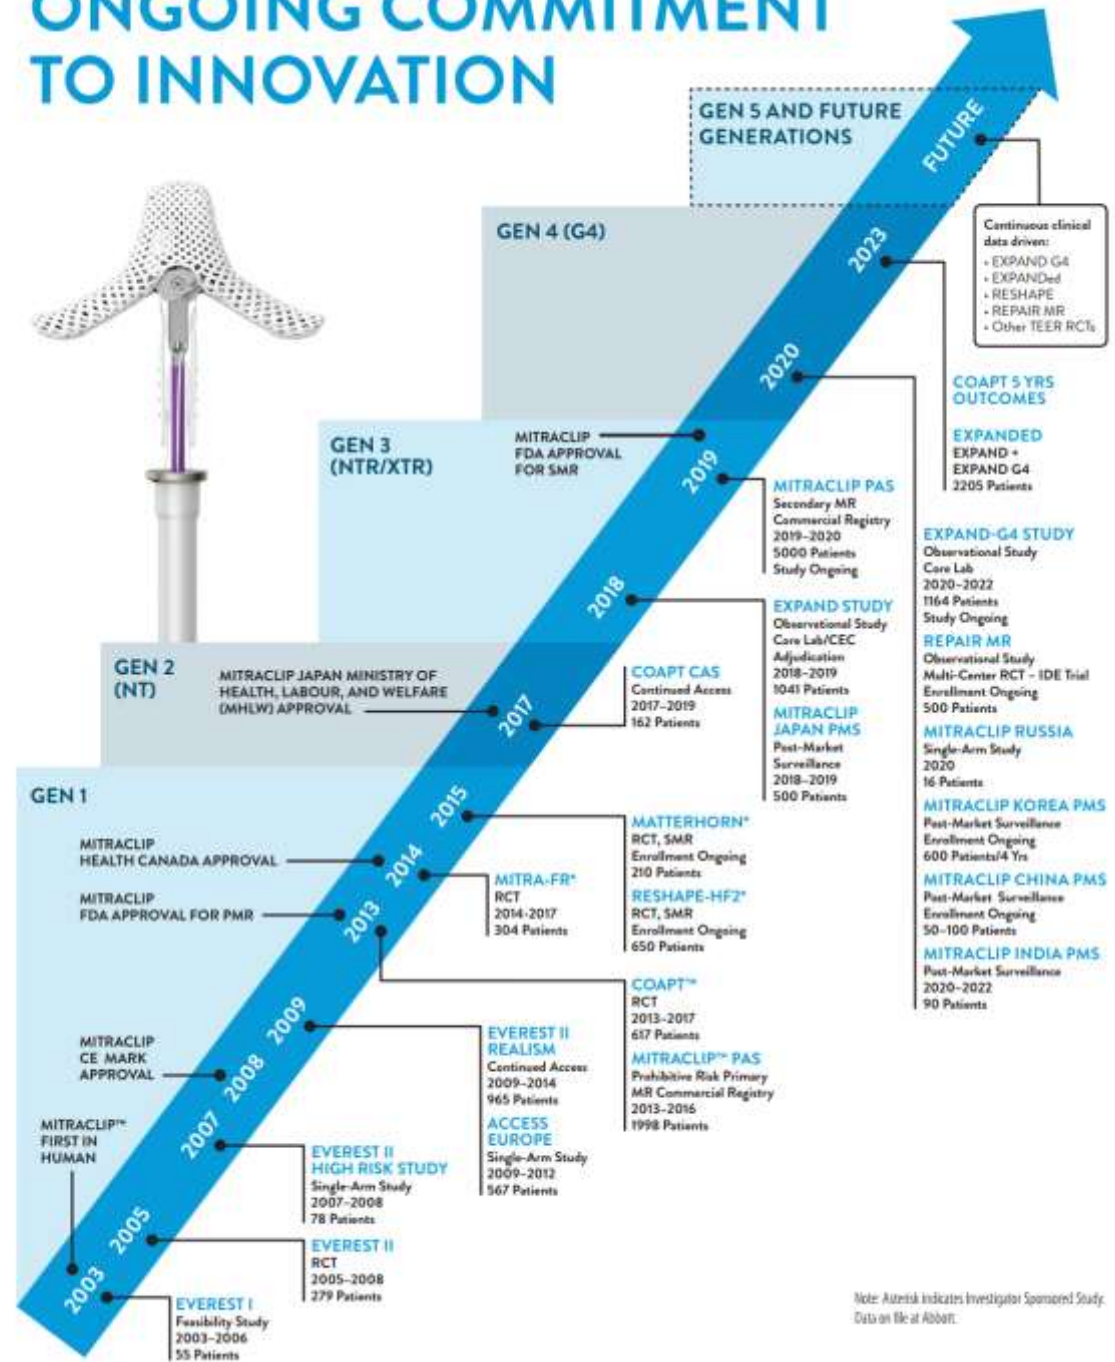 ONGOING COMMITMENT
TO INNOVATION
GEN 5 AND FUTURE
GENERATIONS
FUTURE
Continuous clinical
data driven:
• EXPAND G4
• EXPANDed
• RESHAPE
• REPAIR MR
• Other TEER RCTs
GEN 4 (G4)
2023
COAPT 5 YRS
OUTCOMES
EXPANDED
EXPAND +
EXPAND G4
2205 Patients
2020
EXPAND-G4 STUDY
Observational Study
Core Lab
2020–2022
1164 Patients
Study Ongoing
REPAIR MR
Observational Study
Multi-Center RCT – IDE Trial
Enrollment Ongoing
500 Patients
MITRACLIP RUSSIA
Single-Arm Study
2020
16 Patients
MITRACLIP KOREA PMS
Post-Market Surveillance
Enrollment Ongoing
600 Patients/4 Yrs
MITRACLIP CHINA PMS
Post-Market Surveillance
Enrollment Ongoing
50–100 Patients
MITRACLIP INDIA PMS
Post-Market Surveillance
2020–2022
90 Patients
GEN 3
(NTR/XTR)
MITRACLIP
FDA APPROVAL
FOR SMR
2019
MITRACLIP PAS
Secondary MR
Commercial Registry
2019–2020
5000 Patients
Study Ongoing
2018
EXPAND STUDY
Observational Study
Core Lab/CEC
Adjudication
2018–2019
1041 Patients
MITRACLIP
JAPAN PMS
Post-Market
Surveillance
2018–2019
500 Patients
GEN 2
(NT)
MITRACLIP JAPAN MINISTRY OF
HEALTH, LABOUR, AND WELFARE
(MHLW) APPROVAL
2017
COAPT CAS
Continued Access
2017–2019
162 Patients
GEN 1
2015
MATTERHORN*
RCT, SMR
Enrollment Ongoing
210 Patients
RESHAPE-HF2*
RCT, SMR
Enrollment Ongoing
650 Patients
MITRACLIP
HEALTH CANADA APPROVAL
2014
MITRA-FR*
RCT
2014-2017
304 Patients
MITRACLIP
FDA APPROVAL FOR PMR
2013
COAPT™
RCT
2013–2017
617 Patients
MITRACLIP™ PAS
Prohibitive Risk Primary
MR Commercial Registry
2013–2016
1998 Patients
2009
EVEREST II
REALISM
Continued Access
2009–2014
965 Patients
ACCESS
EUROPE
Single-Arm Study
2009–2012
567 Patients
MITRACLIP
CE MARK
APPROVAL
2008
2007
EVEREST II
HIGH RISK STUDY
Single-Arm Study
2007–2008
78 Patients
MITRACLIP™
FIRST IN
HUMAN
2005
EVEREST II
RCT
2005–2008
279 Patients
2003
EVEREST I
Feasibility Study
2003–2006
55 Patients
Note: Asterisk indicates Investigator Sponsored Study.
Data on file at Abbott.